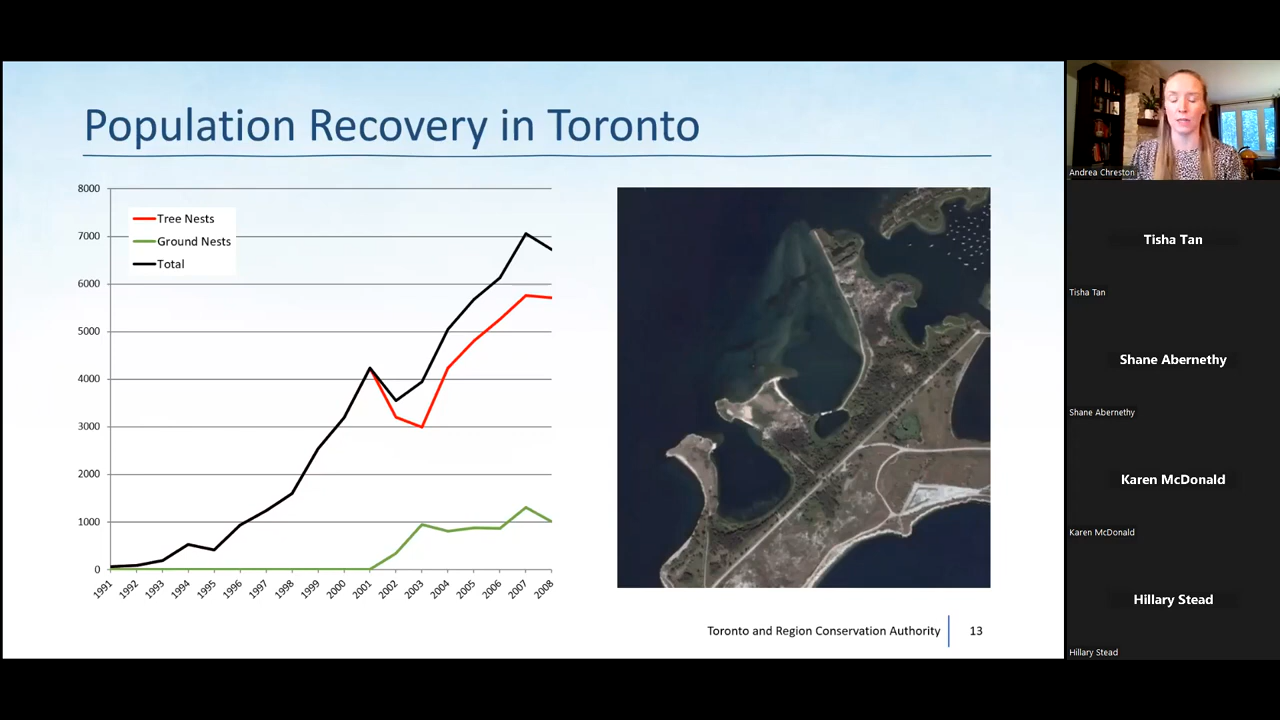 Population Recovery in Toronto
8000
7000
6000
5000
4000
3000
2000
1000
0
Tree Nests
Ground Nests
Total
1991
1992
1993
1994
1995
1996
1997
1998
1999
2000
2001
2002
2003
2004
2005
2006
2007
2008
Toronto and Region Conservation Authority
13
Andrea Chreston
Tisha Tan
Tisha Tan
Shane Abernethy
Shane Abernethy
Karen McDonald
Karen McDonald
Hillary Stead
Hillary Stead